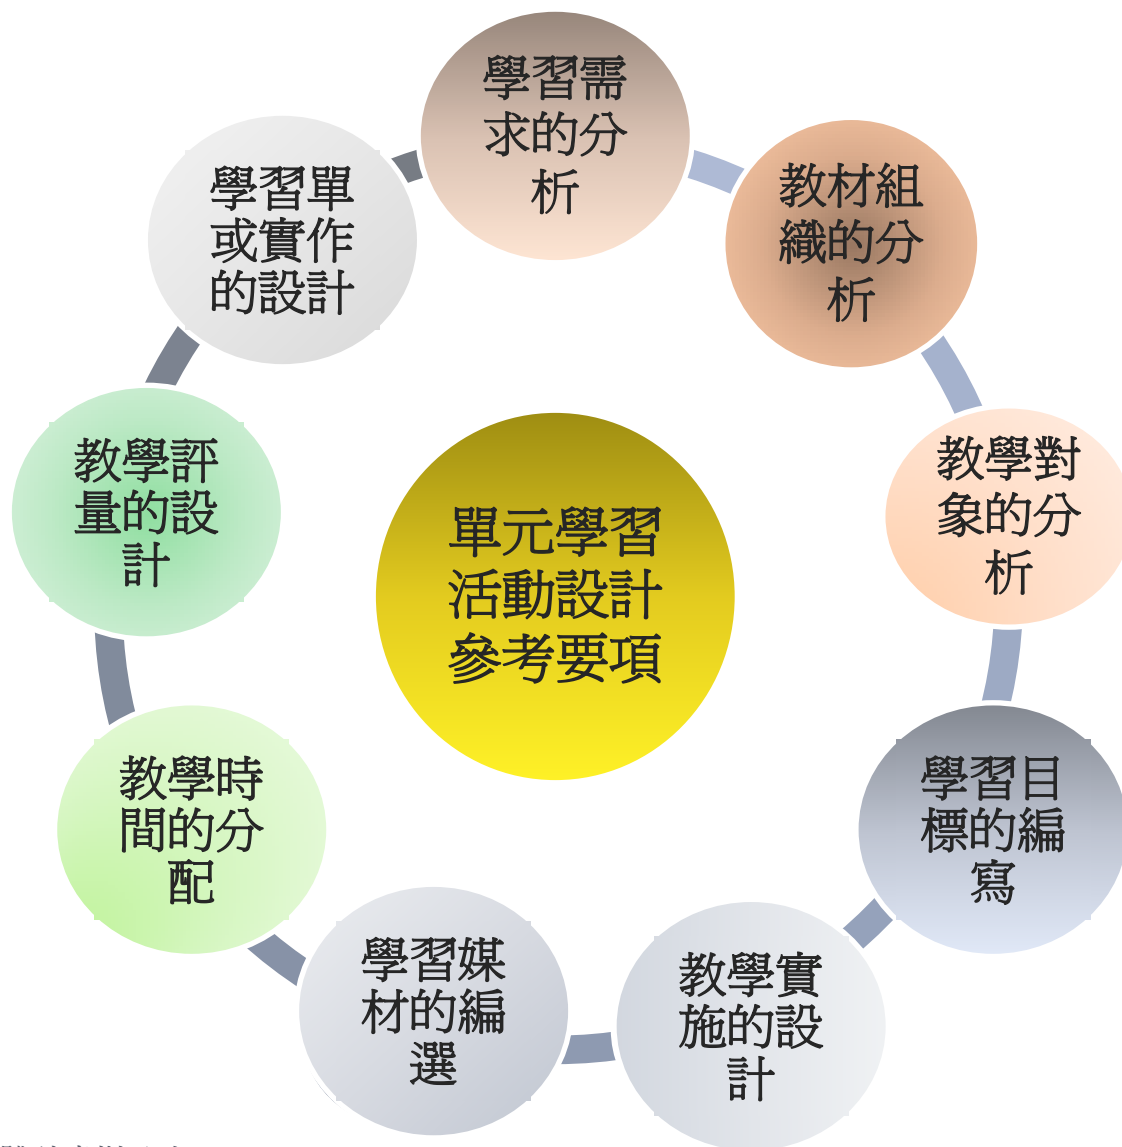 學習需
求的分
析
教材組
織的分
析
教學對
象的分
析
學習目
標的編
寫
教學實
施的設
計
學習媒
材的編
選
教學時
間的分
配
教學評
量的設
計
學習單
或實作
的設計
單元學習
活動設計
參考要項